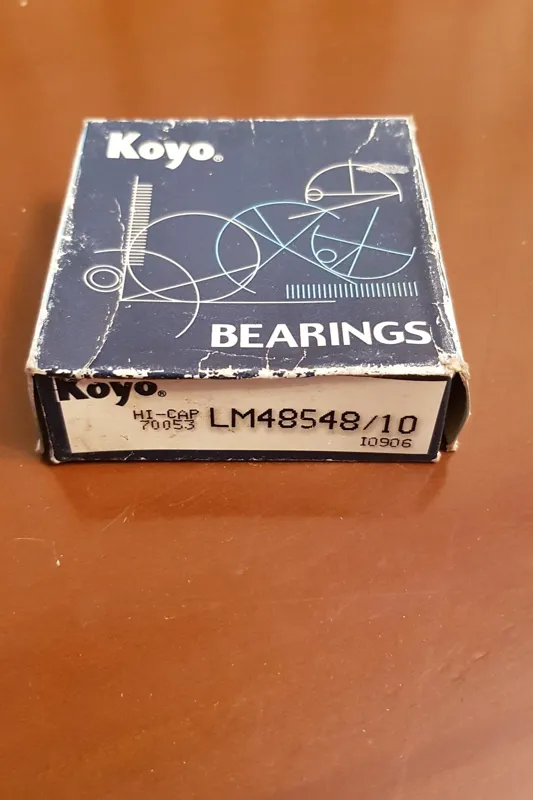 Koyo®
BEARINGS
Koyo®
HI-CAP
70053
LM48548/10
I0906